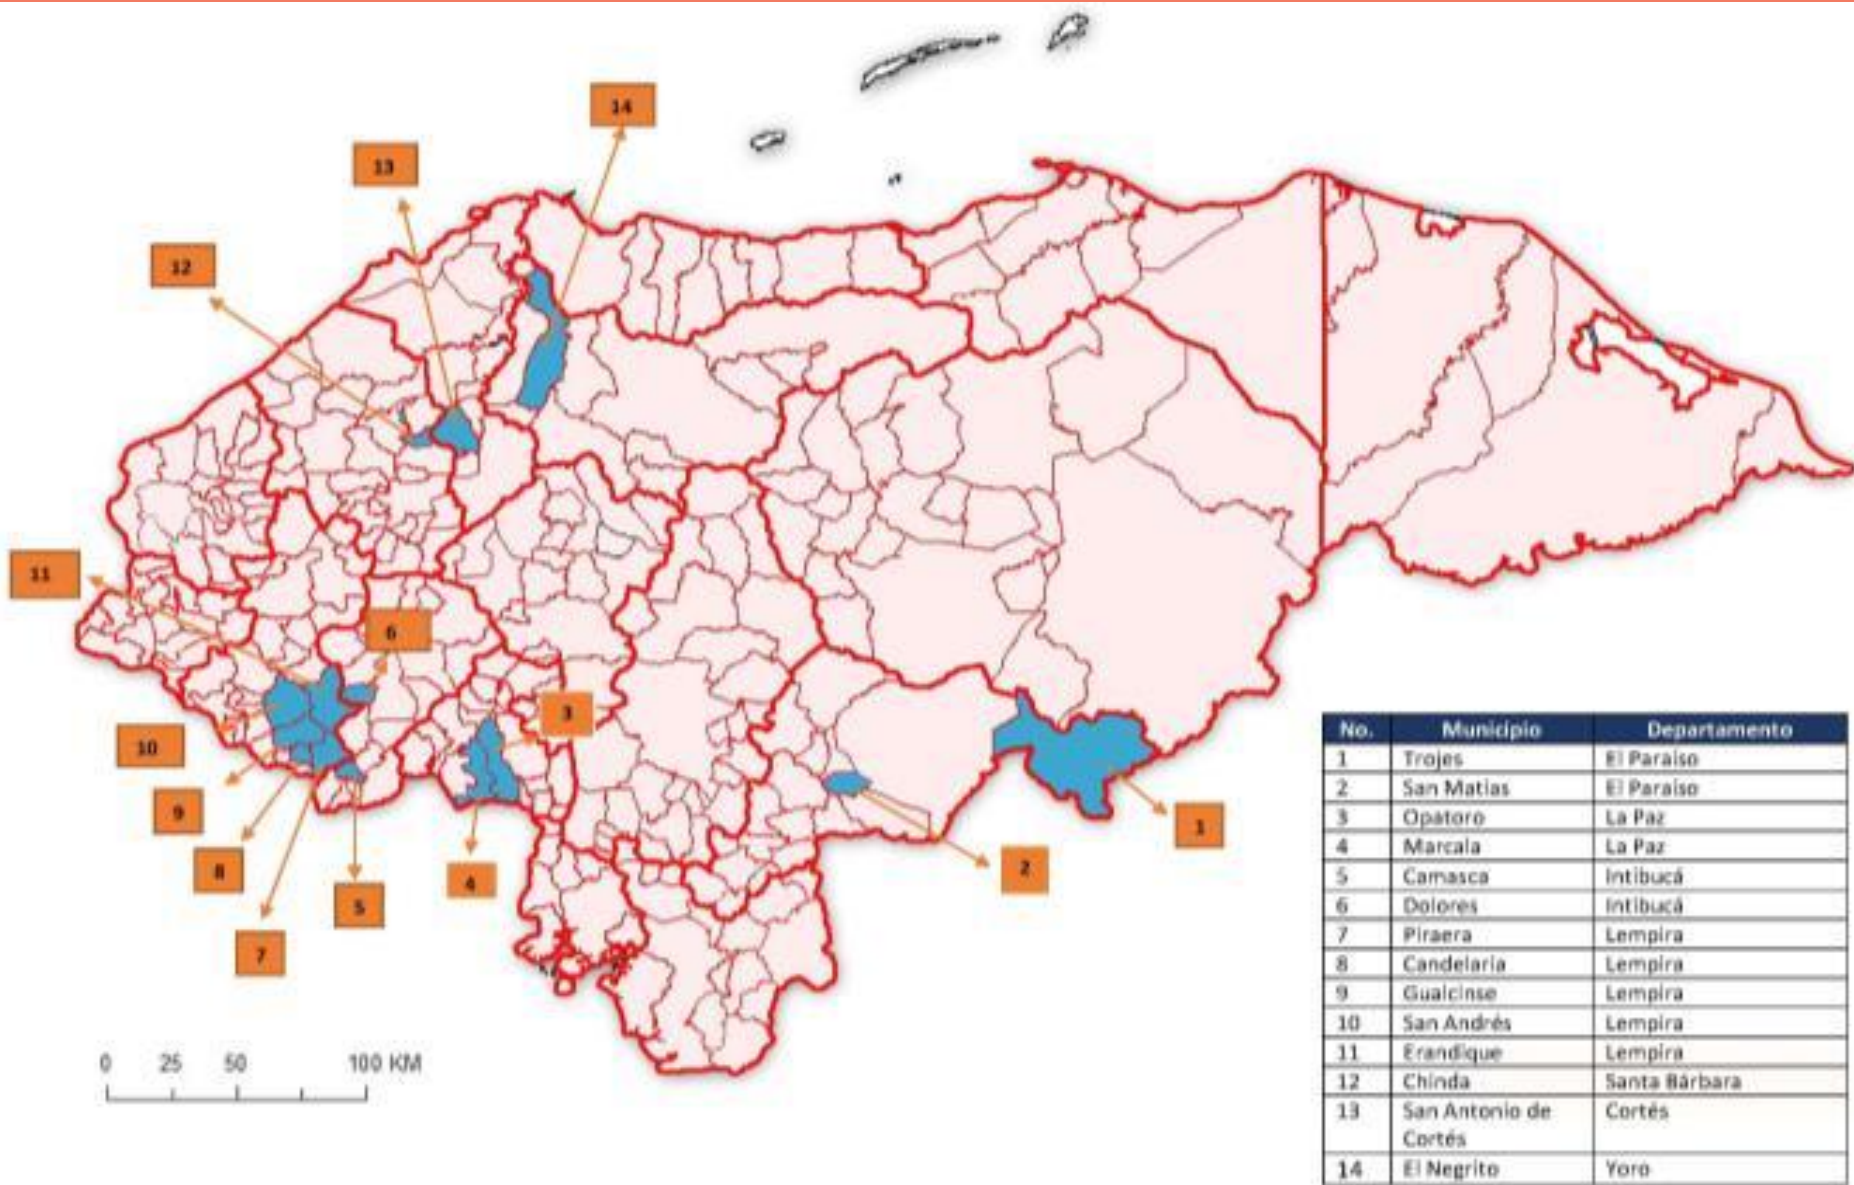 14
13
12
11
6
3
10
9
1
8
2
4
5
7
0 25 50 100 KM
No. Municipio Departamento
1 Trojes El Paraíso
2 San Matías El Paraíso
3 Opatoro La Paz
4 Marcala La Paz
5 Camasca Intibucá
6 Dolores Intibucá
7 Piraera Lempira
8 Candelaria Lempira
9 Gualcinse Lempira
10 San Andrés Lempira
11 Erandique Lempira
12 Chinda Santa Bárbara
13 San Antonio de Cortés
Cortés
14 El Negrito Yoro